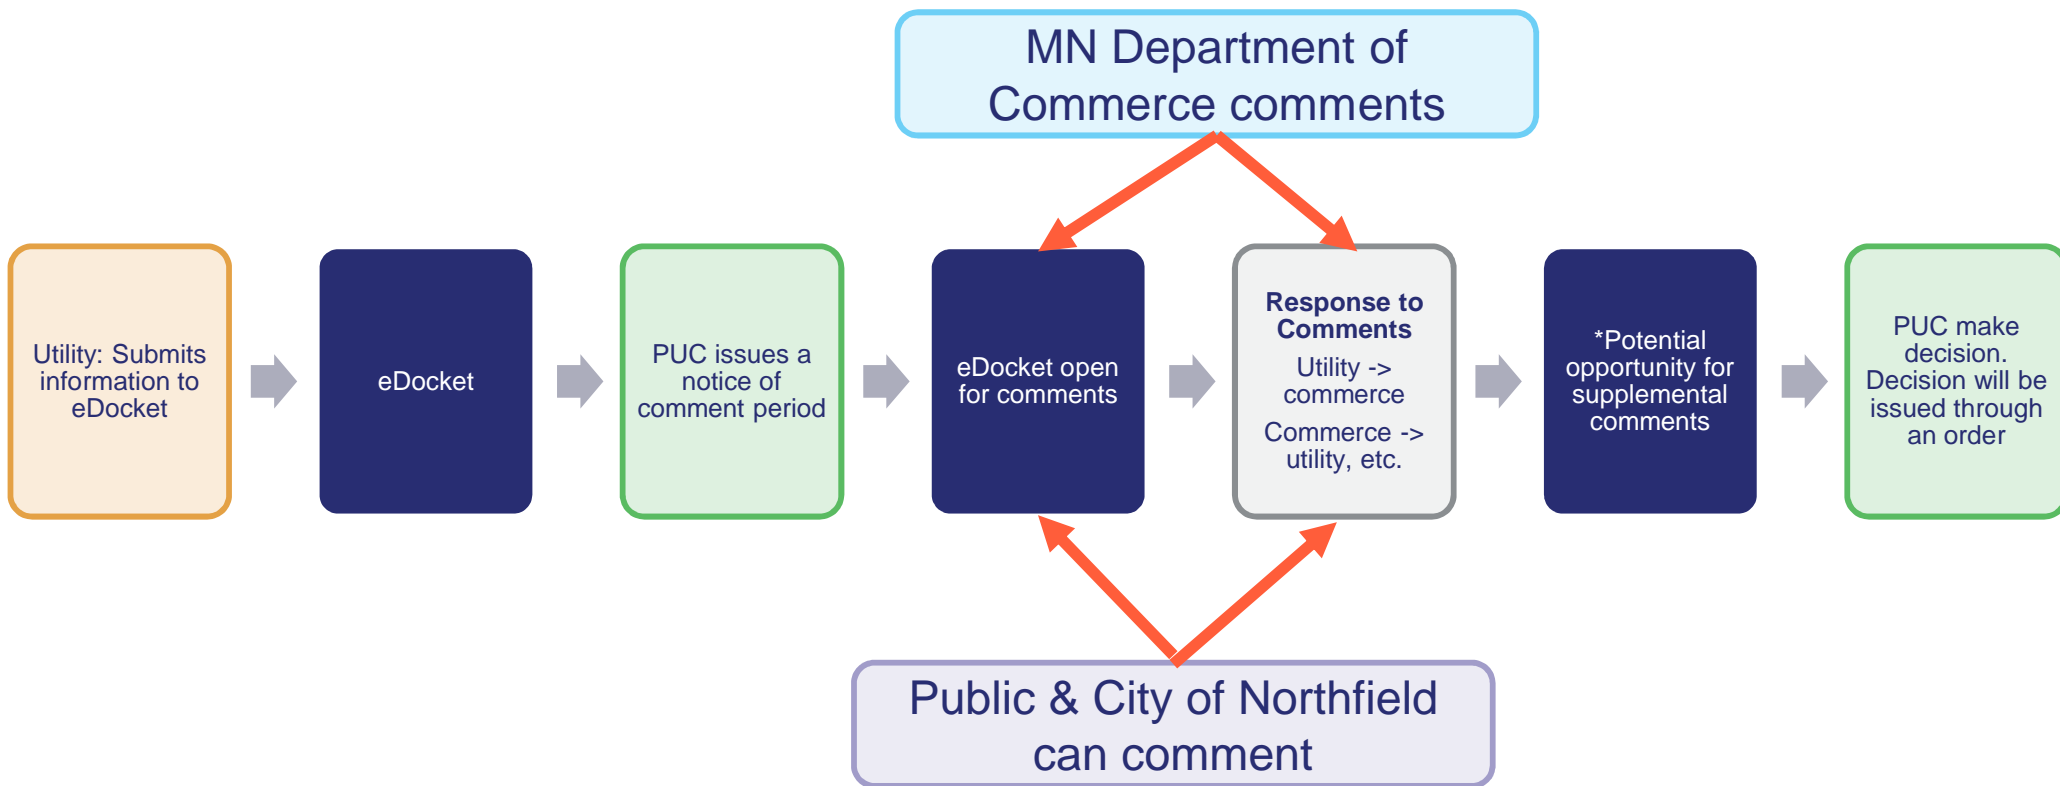 MN Department of
Commerce comments
Utility: Submits
information to
eDocket
eDocket
PUC issues a
notice of
comment period
eDocket open
for comments
Response to
Comments
Utility ->
commerce
Commerce ->
utility, etc.
*Potential
opportunity for
supplemental
comments
PUC make
decision.
Decision will be
issued through
an order
Public & City of Northfield
can comment